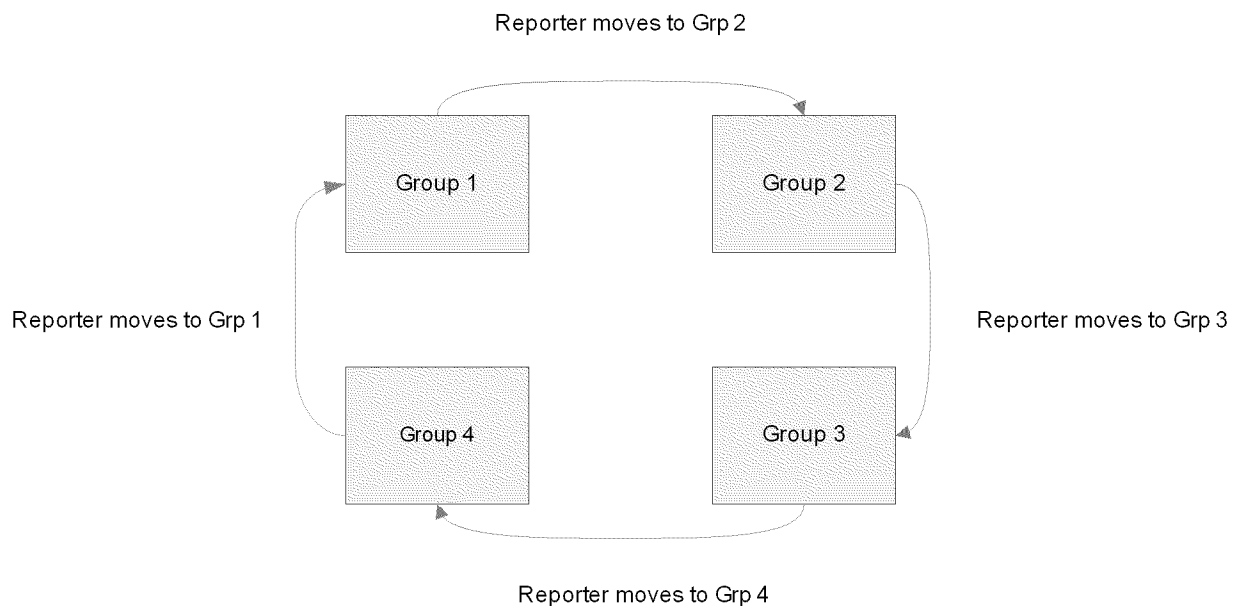 Reporter moves to Grp 2
Group 1
Group 2
Reporter moves to Grp 1
Reporter moves to Grp 3
Group 4
Group 3
Reporter moves to Grp 4